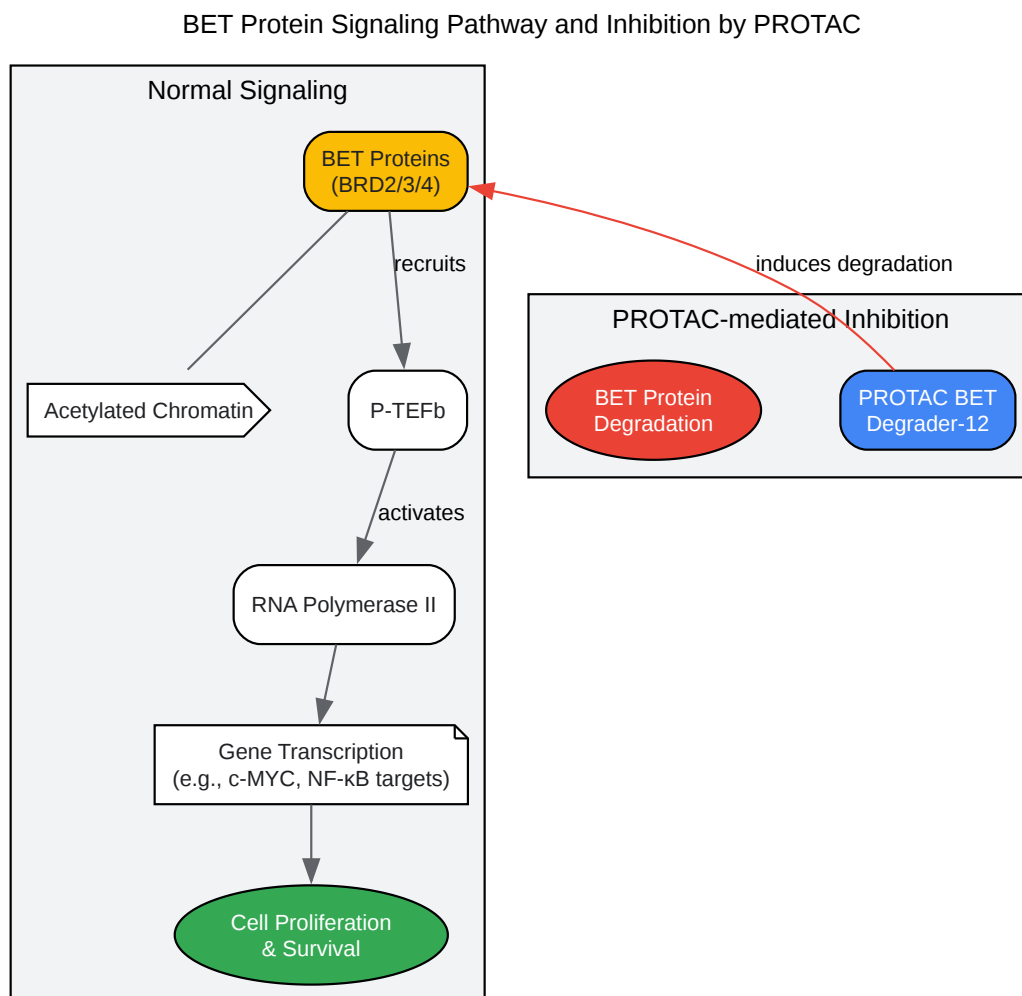 BET Protein Signaling Pathway and Inhibition by PROTAC
Normal Signaling
BET Proteins
(BRD2/3/4)
recruits
induces degradation
PROTAC-mediated Inhibition
Acetylated Chromatin
P-TEFb
BET Protein
Degradation
PROTAC BET
Degrader-12
activates
RNA Polymerase II
Gene Transcription
(e.g., c-MYC, NF-κB targets)
Cell Proliferation
& Survival